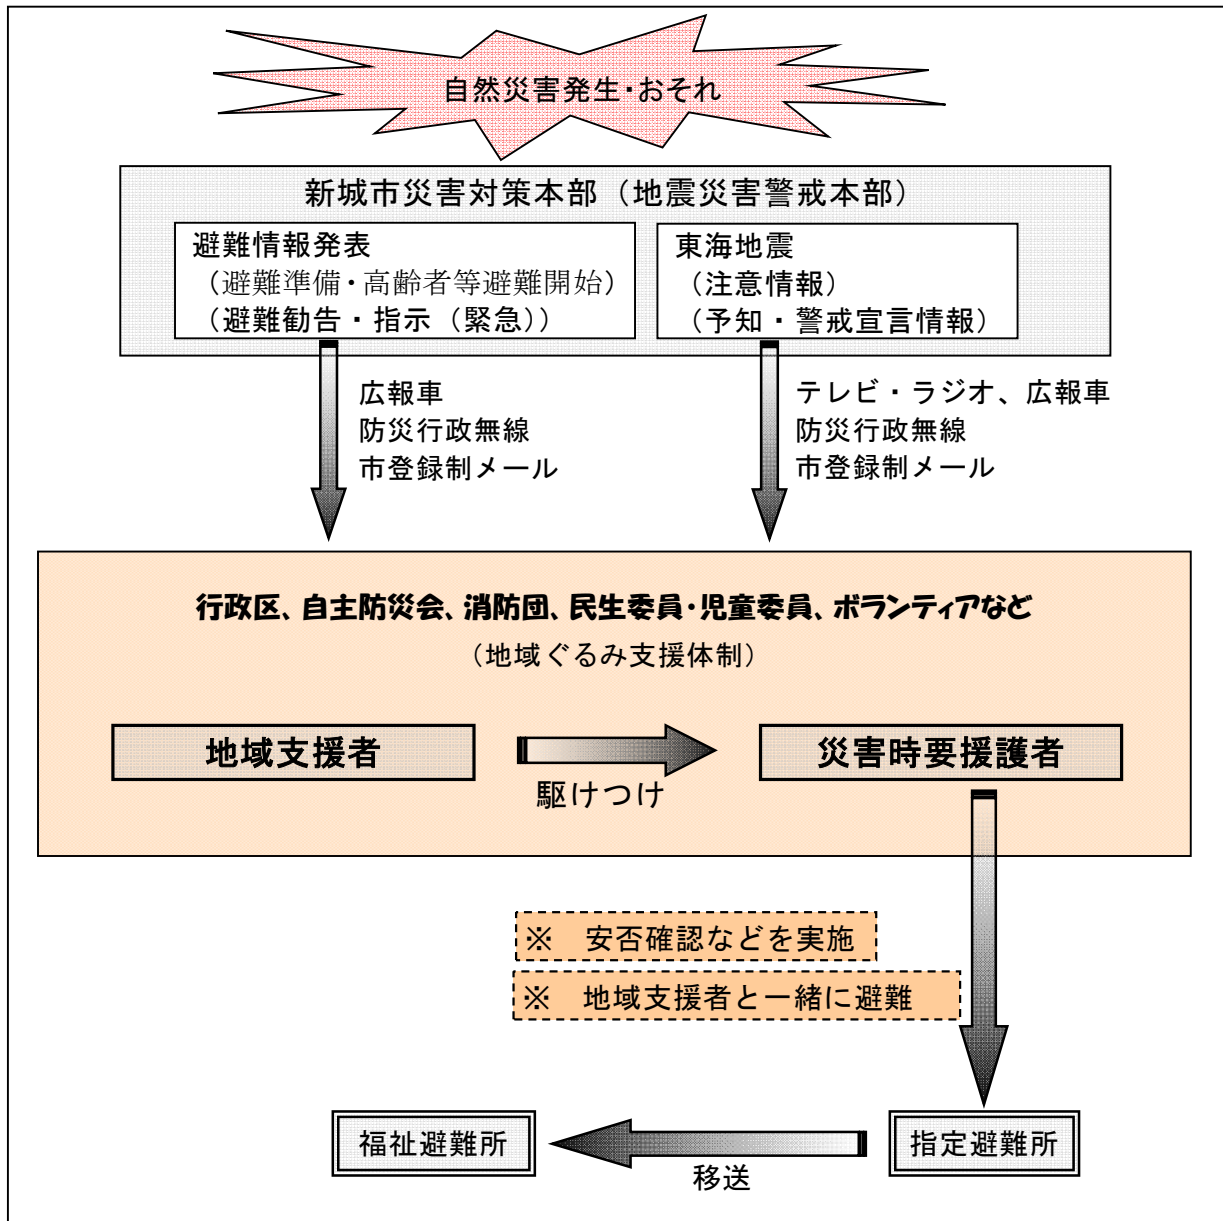 自然災害発生・おそれ
新城市災害対策本部（地震災害警戒本部）
避難情報発表
（避難準備・高齢者等避難開始）
（避難勧告・指示（緊急））
東海地震
（注意情報）
（予知・警戒宣言情報）
広報車
防災行政無線
市登録制メール
テレビ・ラジオ、広報車
防災行政無線
市登録制メール
行政区、自主防災会、消防団、民生委員・児童委員、ボランティアなど
（地域ぐるみ支援体制）
地域支援者
駆けつけ
災害時要援護者
※　安否確認などを実施
※　地域支援者と一緒に避難
福祉避難所
移送
指定避難所